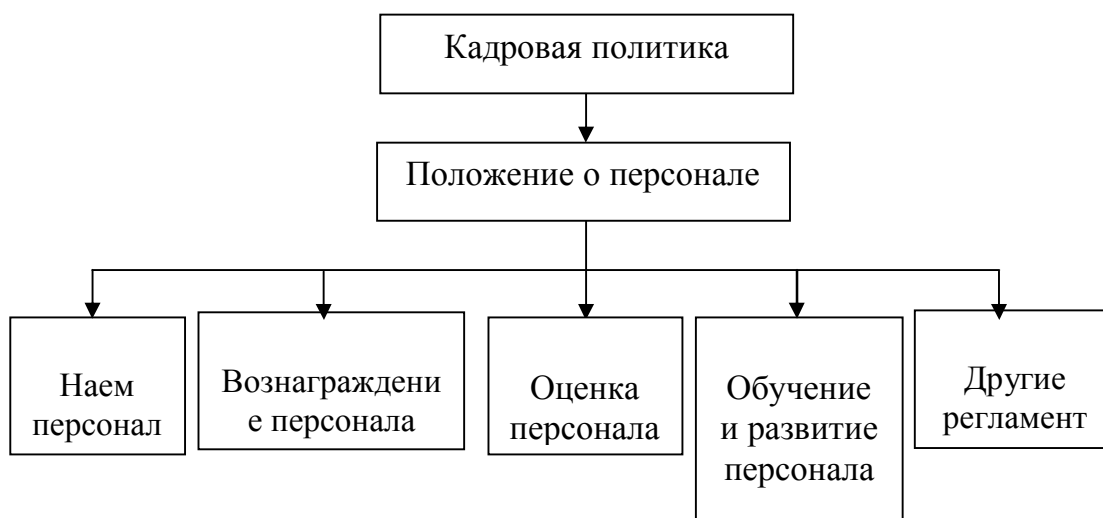 Кадровая политика
Положение о персонале
Наем
персонал
Вознаграждени
е персонала
Оценка
персонала
Обучение
и развитие
персонала
Другие
регламент